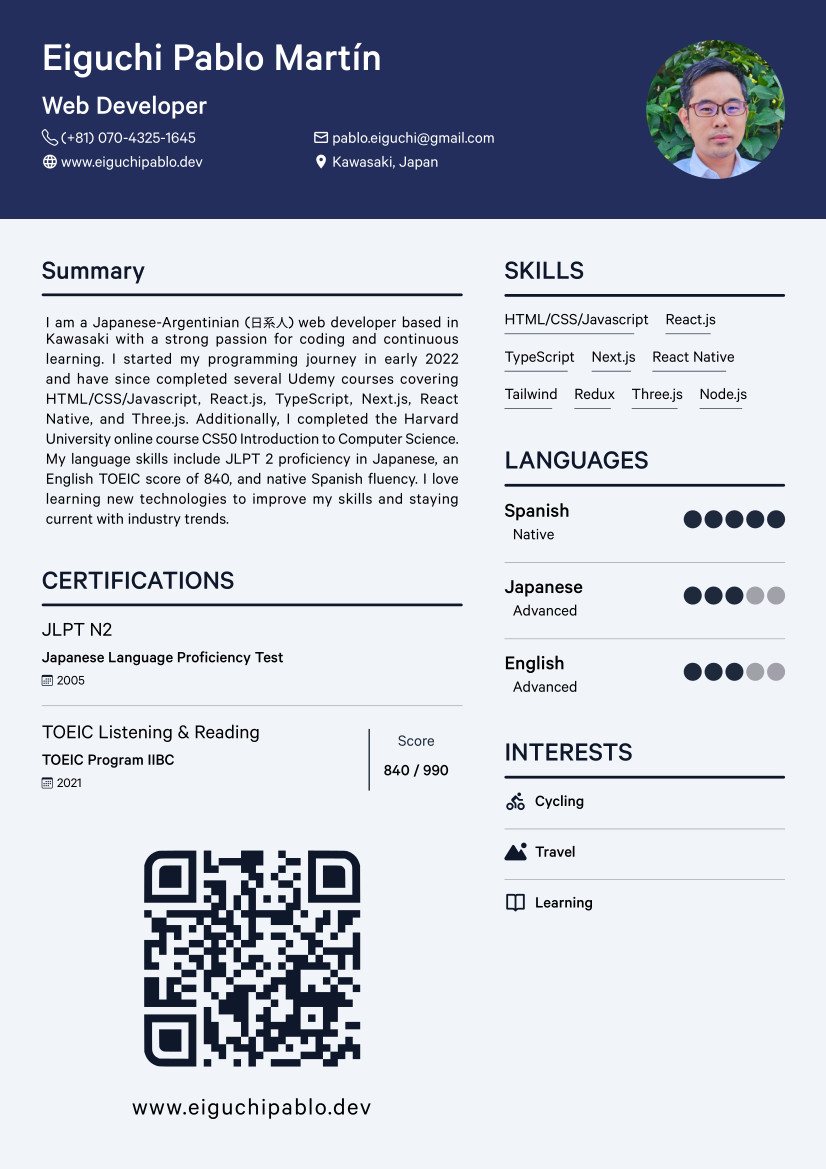 Eiguchi Pablo Martín
Web Developer
(+81) 070-4325-1645
pablo.eiguchi@gmail.com
www.eiguchipablo.dev
Kawasaki, Japan
Summary
I am a Japanese-Argentinian (日系人) web developer based in
Kawasaki with a strong passion for coding and continuous
learning. I started my programming journey in early 2022
and have since completed several Udemy courses covering
HTML/CSS/Javascript, React.js, TypeScript, Next.js, React
Native, and Three.js. Additionally, I completed the Harvard
University online course CS50 Introduction to Computer Science.
My language skills include JLPT 2 proficiency in Japanese, an
English TOEIC score of 840, and native Spanish fluency. I love
learning new technologies to improve my skills and staying
current with industry trends.
CERTIFICATIONS
JLPT N2
Japanese Language Proficiency Test
2005
TOEIC Listening & Reading
TOEIC Program IIBC
2021
Score
840 / 990
www.eiguchipablo.dev
SKILLS
HTML/CSS/Javascript React.js
TypeScript Next.js React Native
Tailwind Redux Three.js Node.js
LANGUAGES
Spanish
Native
Japanese
Advanced
English
Advanced
INTERESTS
Cycling
Travel
Learning